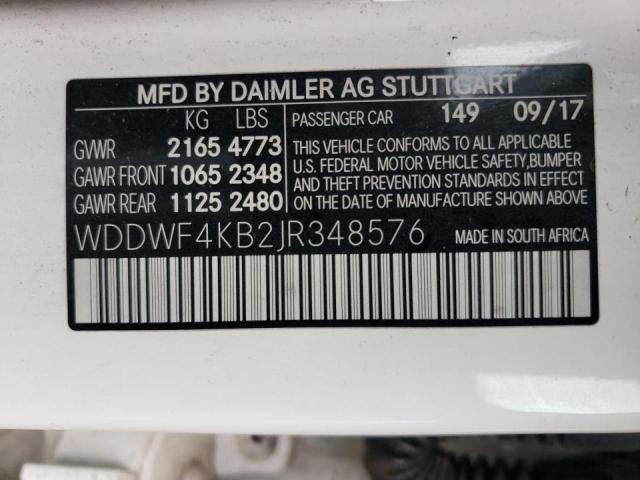 MFD BY DAIMLER AG STUTTGART
KG LBS
GVWR 2165 4773
GAWR FRONT 1065 2348
GAWR REAR 1125 2480
PASSENGER CAR 149 09/17
THIS VEHICLE CONFORMS TO ALL APPLICABLE
U.S. FEDERAL MOTOR VEHICLE SAFETY, BUMPER
AND THEFT PREVENTION STANDARDS IN EFFECT
ON THE DATE OF MANUFACTURE SHOWN ABOVE
WDDWF4KB2JR348576 MADE IN SOUTH AFRICA